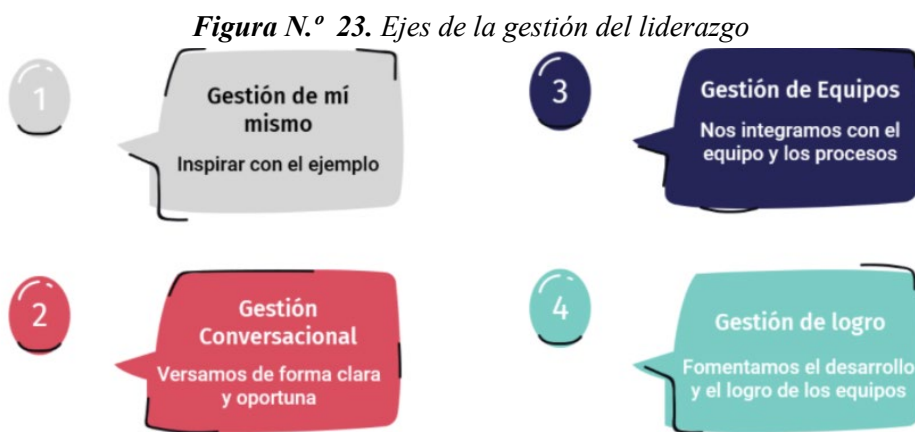 Figura N.º 23. Ejes de la gestión del liderazgo
1
Gestión de mí
mismo
Inspirar con el ejemplo
2
Gestión
Conversacional
Versamos de forma clara
y oportuna
3
Gestión de Equipos
Nos integramos con el
equipo y los procesos
4
Gestión de logro
Fomentamos el desarrollo
y el logro de los equipos